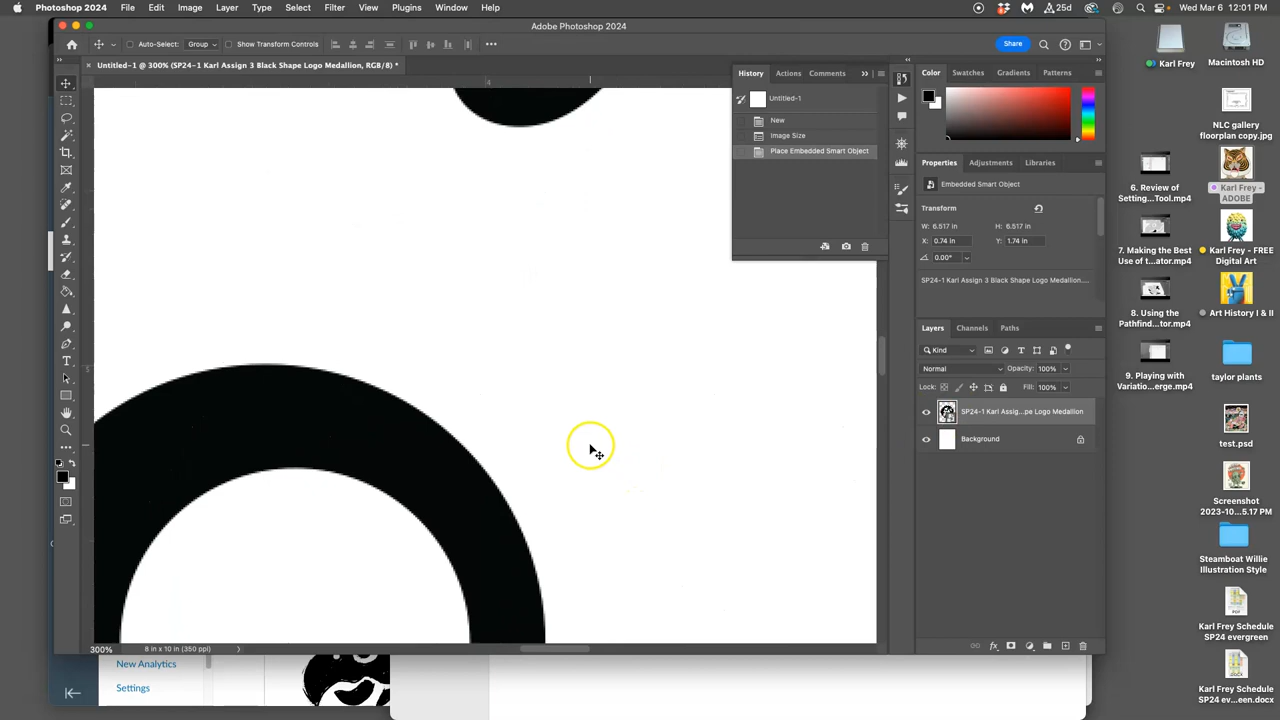 Photoshop File Edit Image Layer Type Select Filter View Plugins Window Help
25d
Wed Mar 6 12:01 PM
Adobe Photoshop 2024
Auto-Select: Group
Show Transform Controls
Share
Untitled-1 @ 300% (SP24-1 Karl Assign 3 Black Shape Logo Medallion, RGB/8) *
History Actions Comments
Untitled-1
New
Image Size
Place Embedded Smart Object
Color Swatches Gradients Patterns
Properties Adjustments Libraries
Embedded Smart Object
Transform
W: 6.517 in H: 6.517 in
X: 0.74 in Y: 1.74 in
0.00°
SP24-1 Karl Assign 3 Black Shape Logo Medallion....
Layers Channels Paths
Kind
Normal Opacity: 100%
Lock: Fill: 100%
SP24-1 Karl Assig...pe Logo Medallion
Background
4
5
300% 8 in x 10 in (350 ppi)
New Analytics
Settings
Karl Frey
Macintosh HD
NLC gallery
floorplan copy.jpg
6. Review of
Setting...Tool.mp4
Karl Frey -
ADOBE
7. Making the Best
Use of t...ator.mp4
Karl Frey - FREE
Digital Art
8. Using the
Pathfind...tor.mp4
Art History I & II
9. Playing with
Variatio...erge.mp4
taylor plants
test.psd
Screenshot
2023-10...5.17 PM
Steamboat Willie
Illustration Style
PDF
Karl Frey Schedule
SP24 evergreen
Karl Frey Schedule
SP24 ev...een.docx